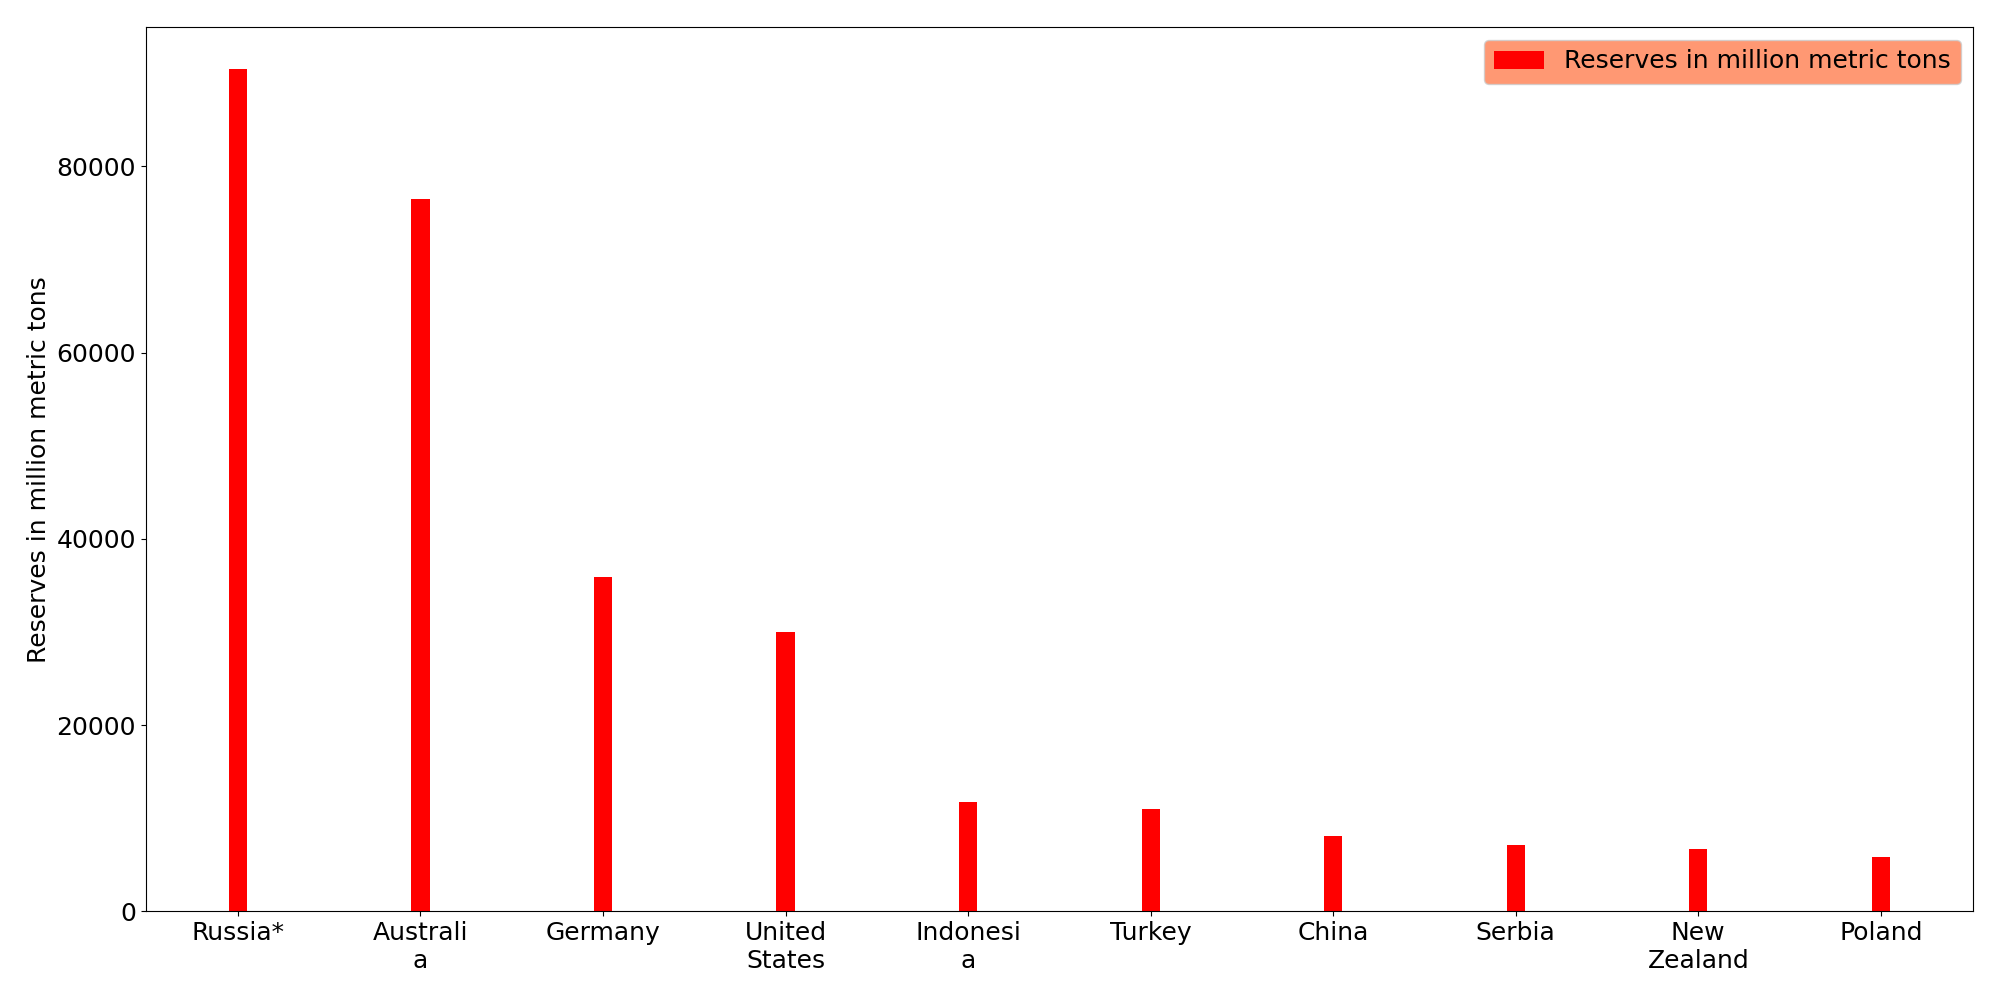 Reserves in million metric tons
80000
60000
40000
20000
0
Reserves in million metric tons
Russia*
Australi
a
Germany
United
States
Indonesi
a
Turkey
China
Serbia
New
Zealand
Poland